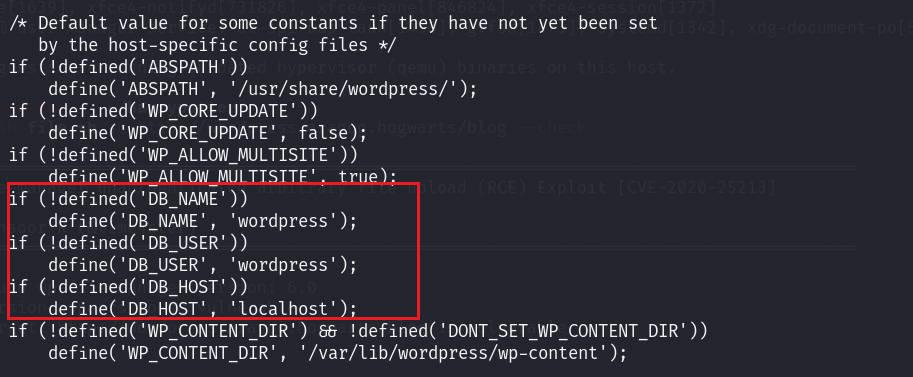 /* Default value for some constants if they have not yet been set
   by the host-specific config files */
if (!defined('ABSPATH'))
    define('ABSPATH', '/usr/share/wordpress/');
if (!defined('WP_CORE_UPDATE'))
    define('WP_CORE_UPDATE', false);
if (!defined('WP_ALLOW_MULTISITE'))
    define('WP_ALLOW_MULTISITE', true);
if (!defined('DB_NAME'))
    define('DB_NAME', 'wordpress');
if (!defined('DB_USER'))
    define('DB_USER', 'wordpress');
if (!defined('DB_HOST'))
    define('DB_HOST', 'localhost');
if (!defined('WP_CONTENT_DIR') && !defined('DONT_SET_WP_CONTENT_DIR'))
    define('WP_CONTENT_DIR', '/var/lib/wordpress/wp-content');